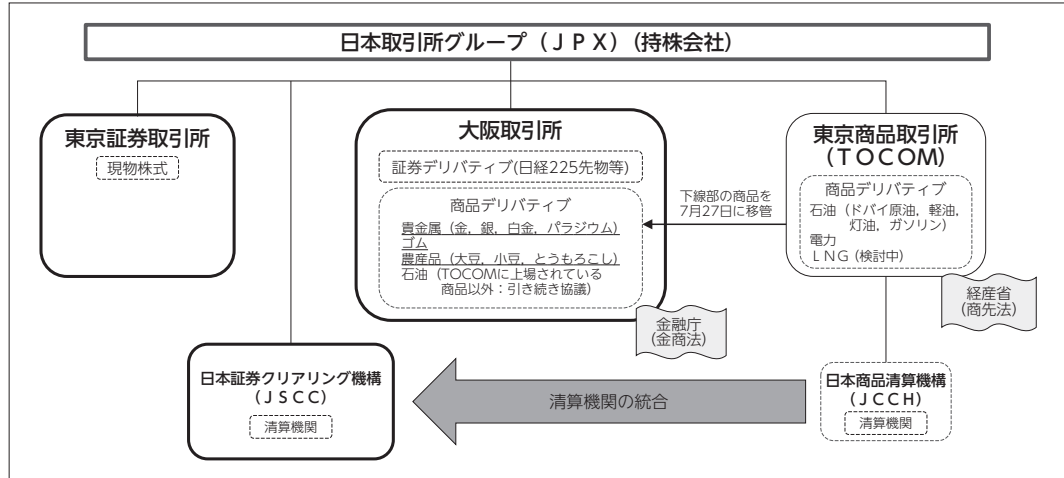 日本取引所グループ（ＪＰＸ）（持株会社）
東京証券取引所
現物株式
大阪取引所
証券デリバティブ(日経225先物等)
商品デリバティブ
貴金属（金，銀，白金，パラジウム）
ゴム
農産品（大豆，小豆，とうもろこし）
石油（TOCOMに上場されている
商品以外：引き続き協議）
金融庁
(金商法)
下線部の商品を
7月27日に移管
東京商品取引所
（ＴＯＣＯＭ）
商品デリバティブ
石油（ドバイ原油，軽油，
灯油，ガソリン）
電力
ＬＮＧ（検討中）
経産省
(商先法)
日本証券クリアリング機構
（ＪＳＣＣ）
清算機関
清算機関の統合
日本商品清算機構
（ＪＣＣＨ）
清算機関